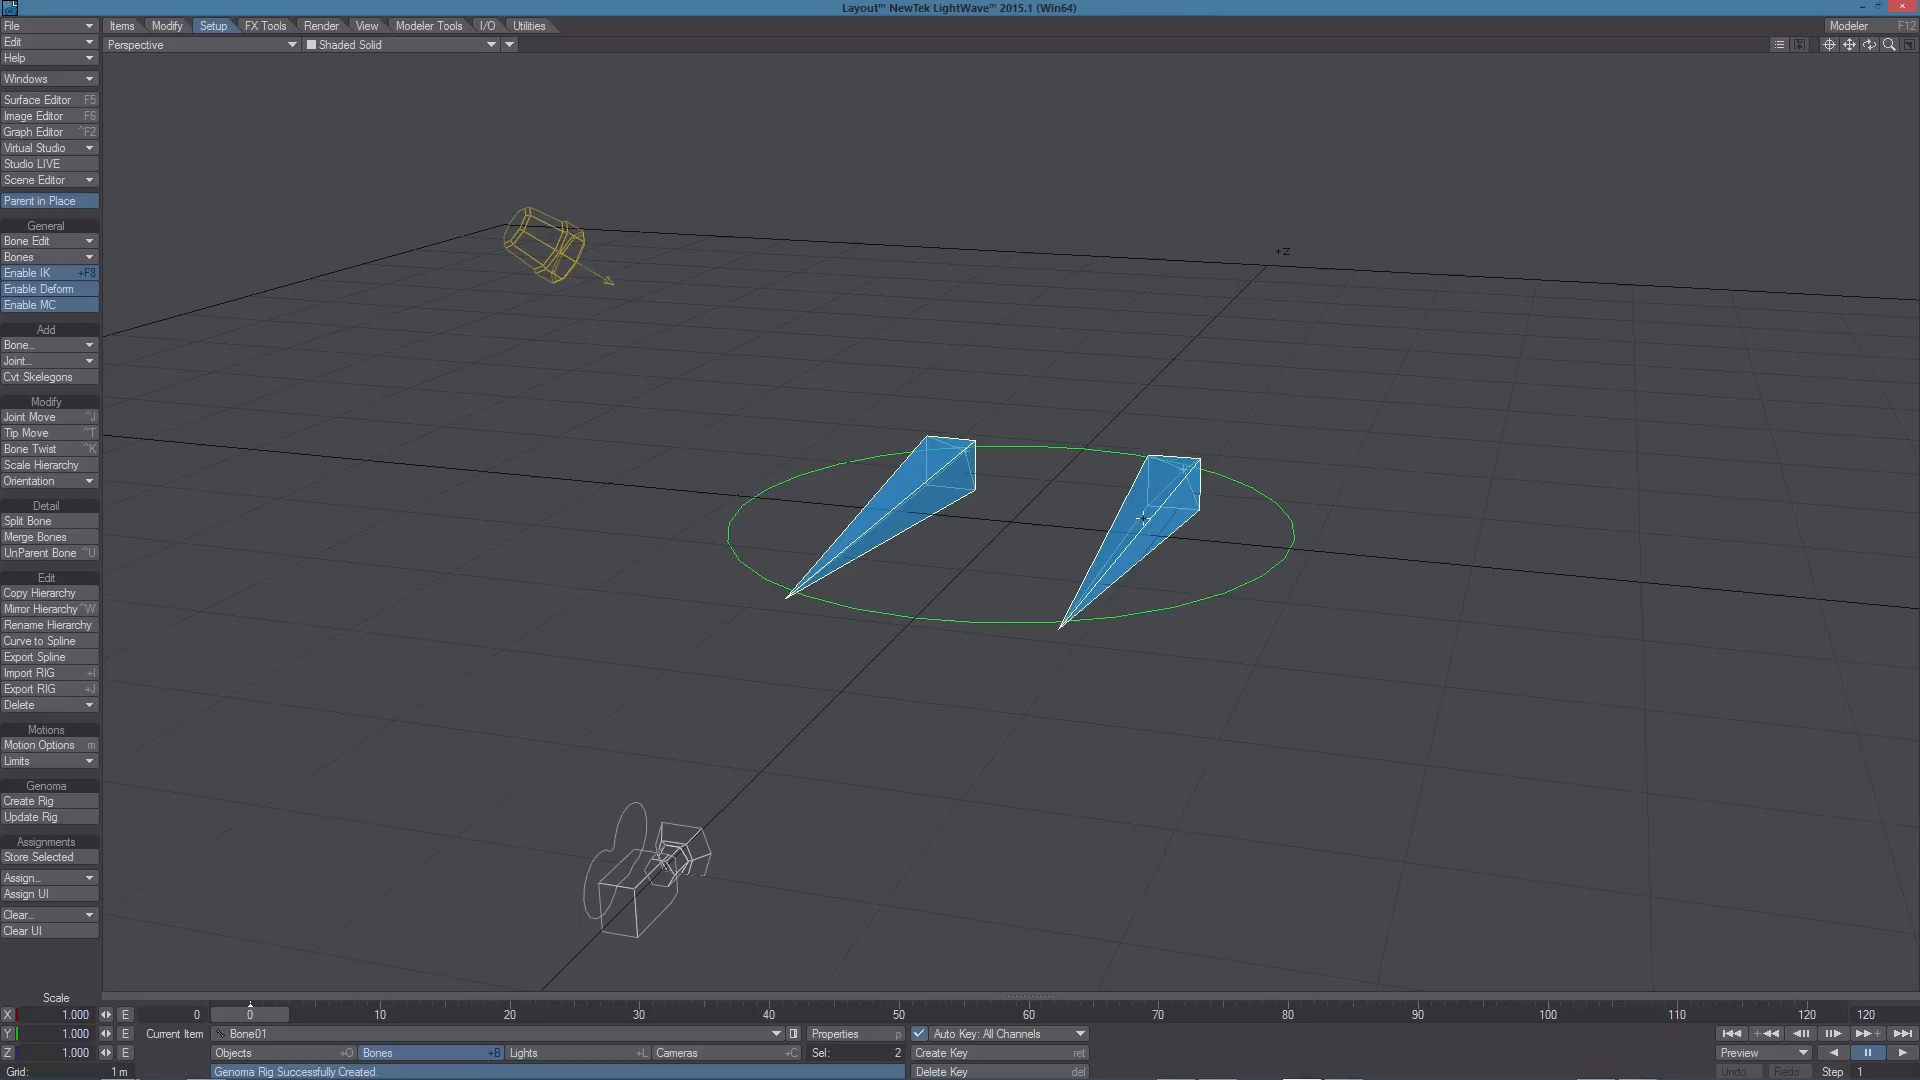 Layout™ NewTek LightWave™ 2015.1 (Win64)
File Items Modify Setup FX Tools Render View Modeler Tools I/O Utilities Modeler F12
Edit Perspective Shaded Solid
Help
Windows
Surface Editor F5
Image Editor F6
Graph Editor ^F2
Virtual Studio
Studio LIVE
Scene Editor
Parent in Place
General
Bone Edit
+Z
Bones
Enable IK +F8
Enable Deform
Enable MC
Add
Bone...
Joint...
Cvt Skelegons
Modify
Joint Move ^J
Tip Move ^T
Bone Twist ^K
Scale Hierarchy
Orientation
Detail
Split Bone
Merge Bones
UnParent Bone ^U
Edit
Copy Hierarchy
Mirror Hierarchy ^W
Rename Hierarchy
Curve to Spline
Export Spline
Import RIG +I
Export RIG +J
Delete
Motions
Motion Options m
Limits
Genoma
Create Rig
Update Rig
Assignments
Store Selected
Assign...
Assign UI
Clear...
Clear UI
Scale
X 1.000 E 0 0 10 20 30 40 50 60 70 80 90 100 110 120 120
Y 1.000 E Current Item Bone01 Properties p Auto Key: All Channels
Z 1.000 E Objects +O Bones +B Lights +L Cameras +C Sel: 2 Create Key ret Preview
Grid: 1 m Genoma Rig Successfully Created. Delete Key del Undo Redo Step 1